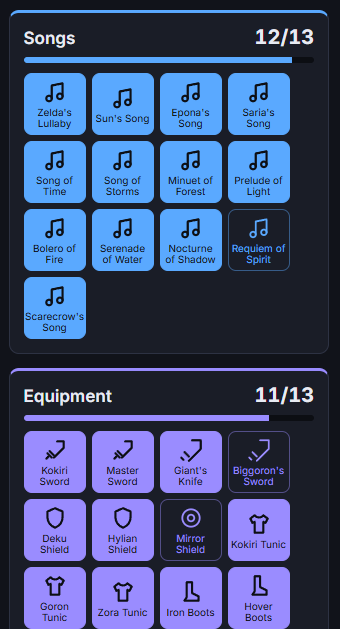 Songs 12/13
Zelda's Sun's Song Epona's Saria's
Lullaby Song Song
Song of Song of Minuet of Prelude of
Time Storms Forest Light
Bolero of Serenade Nocturne Requiem of
Fire of Water of Shadow Spirit
Scarecrow's
Song
Equipment 11/13
Kokiri Master Giant's Biggoron's
Sword Sword Knife Sword
Deku Hylian Mirror Kokiri Tunic
Shield Shield Shield
Goron Zora Tunic Iron Boots Hover
Tunic Boots